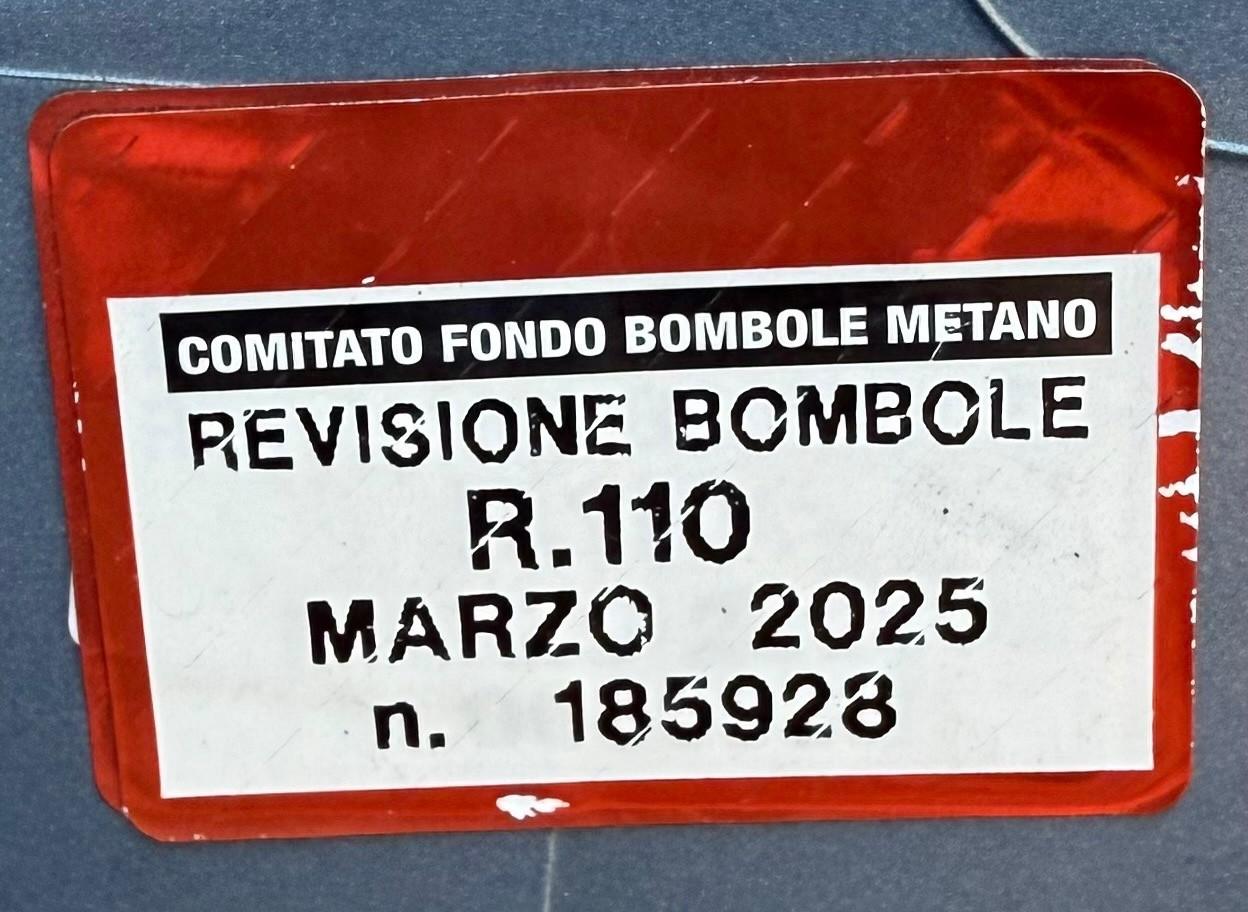 COMITATO FONDO BOMBOLE METANO
REVISIONE BOMBOLE
R.110
MARZO 2025
n. 185928